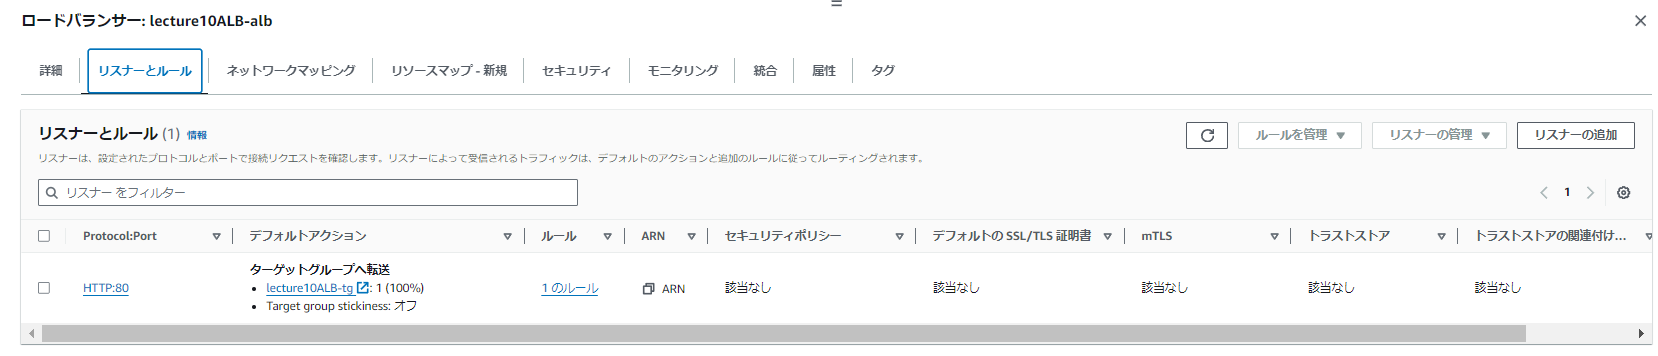 ロードバランサー: lecture10ALB-alb
詳細 リスナーとルール ネットワークマッピング リソースマップ - 新規 セキュリティ モニタリング 統合 属性 タグ
リスナーとルール (1) 情報
ルールを管理 リスナーの管理 リスナーの追加
リスナーは、設定されたプロトコルとポートで接続リクエストを確認します。リスナーによって受信されるトラフィックは、デフォルトのアクションと追加のルールに従ってルーティングされます。
リスナー をフィルター
1
Protocol:Port デフォルトアクション ルール ARN セキュリティポリシー デフォルトの SSL/TLS 証明書 mTLS トラストストア トラストストアの関連付け...
ターゲットグループへ転送
HTTP:80 lecture10ALB-tg : 1 (100%) 1 のルール ARN 該当なし 該当なし 該当なし 該当なし 該当なし
Target group stickiness: オフ